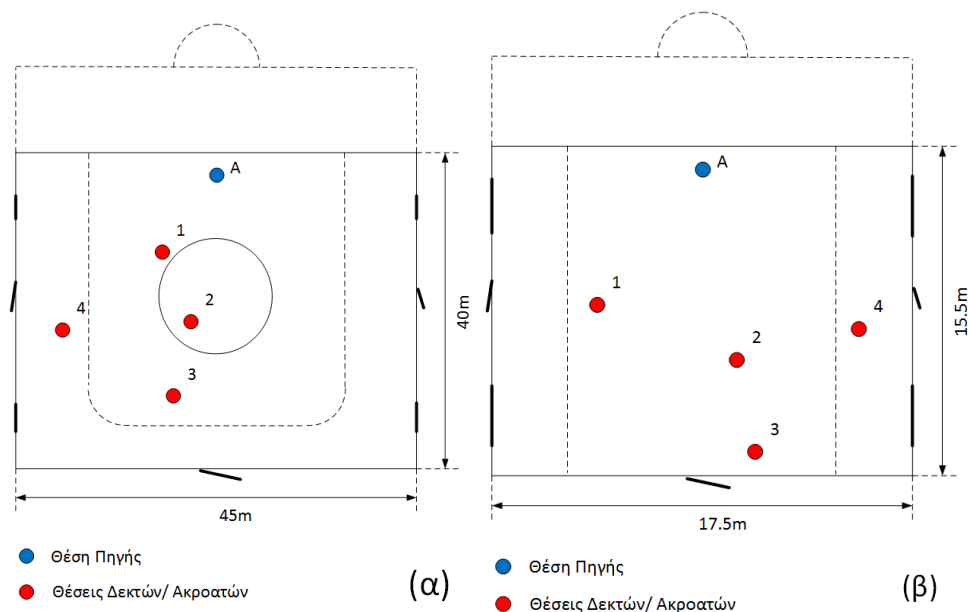 A
1
2
3
4
40m
45m
Θέση Πηγής
Θέσεις Δεκτών/ Ακροατών
(α)
A
1
2
3
4
15.5m
17.5m
Θέση Πηγής
Θέσεις Δεκτών/ Ακροατών
(β)